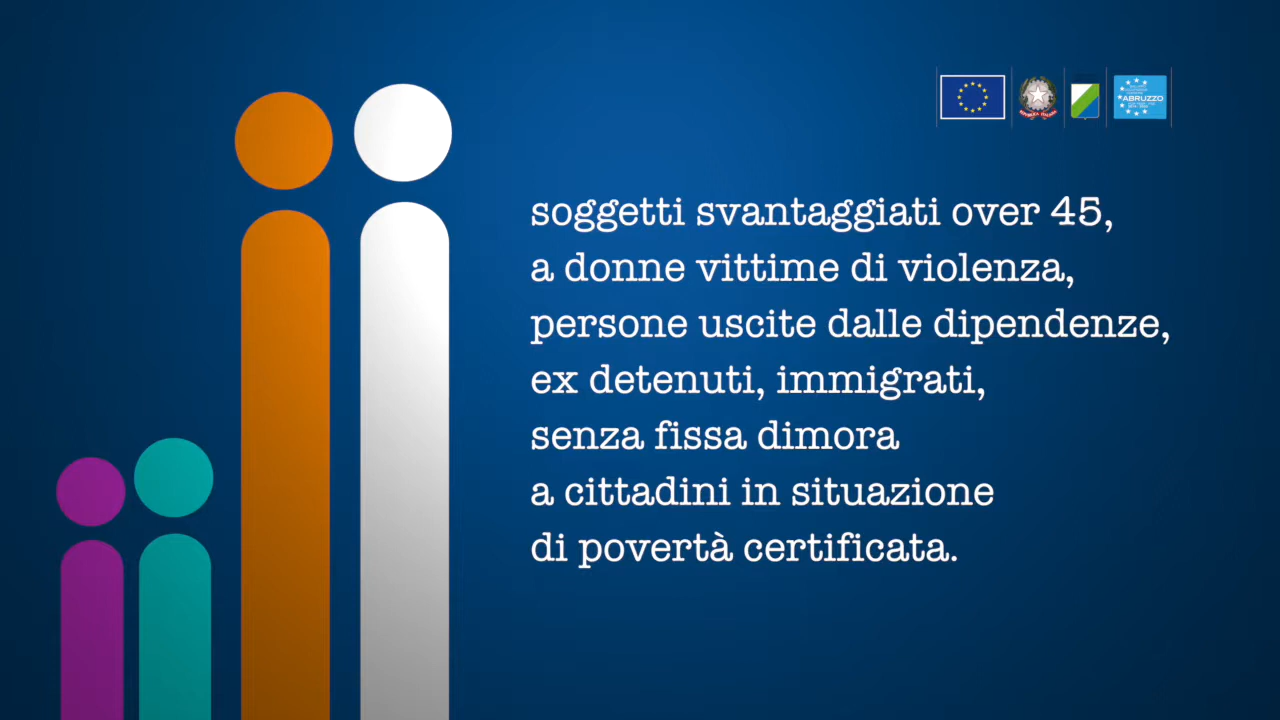 ABRUZZO
soggetti svantaggiati over 45,
a donne vittime di violenza,
persone uscite dalle dipendenze,
ex detenuti, immigrati,
senza fissa dimora
a cittadini in situazione
di povertà certificata.